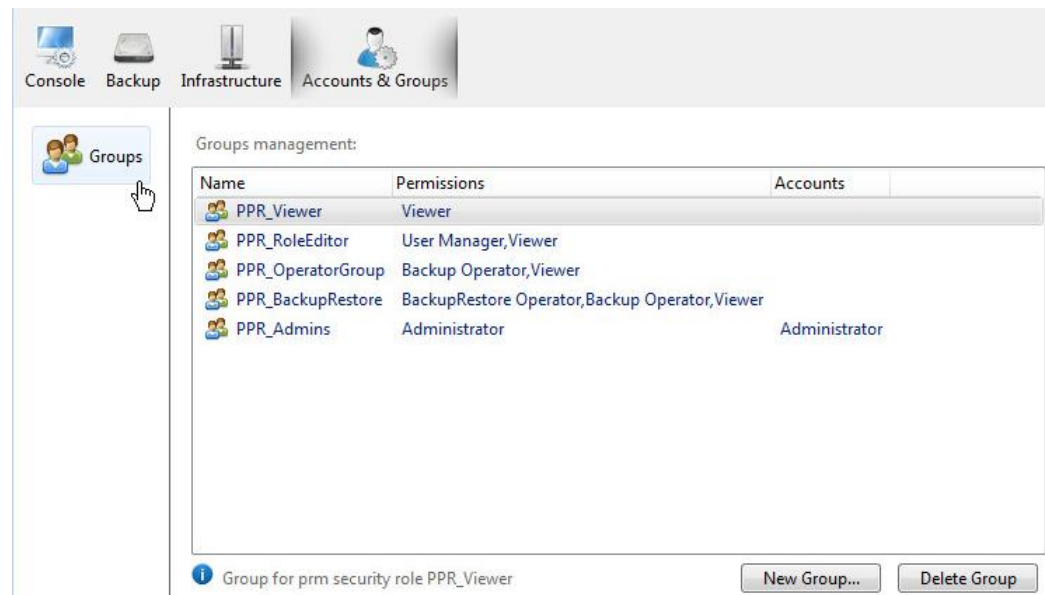 Console Backup Infrastructure Accounts & Groups
Groups
Groups management:
Name Permissions Accounts
PPR_Viewer Viewer
PPR_RoleEditor User Manager,Viewer
PPR_OperatorGroup Backup Operator,Viewer
PPR_BackupRestore BackupRestore Operator,Backup Operator,Viewer
PPR_Admins Administrator Administrator
Group for prm security role PPR_Viewer
New Group... Delete Group